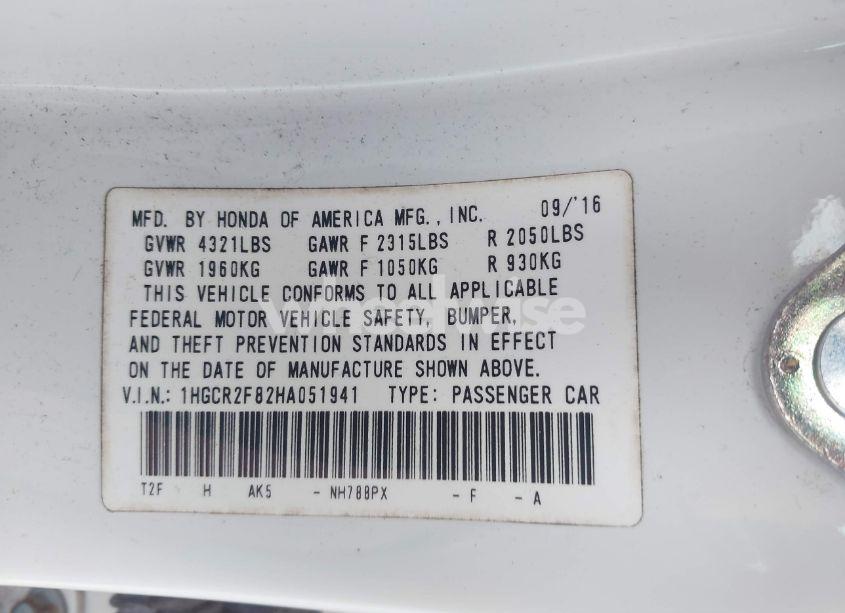 MFD. BY HONDA OF AMERICA MFG., INC. 09/'16
GVWR 4321LBS GAWR F 2315LBS R 2050LBS
GVWR 1960KG GAWR F 1050KG R 930KG
THIS VEHICLE CONFORMS TO ALL APPLICABLE
FEDERAL MOTOR VEHICLE SAFETY, BUMPER,
AND THEFT PREVENTION STANDARDS IN EFFECT
ON THE DATE OF MANUFACTURE SHOWN ABOVE.
V.I.N.: 1HGCR2F82HA051941 TYPE: PASSENGER CAR
T2F H AK5 - NH788PX - F - A
wheelwise